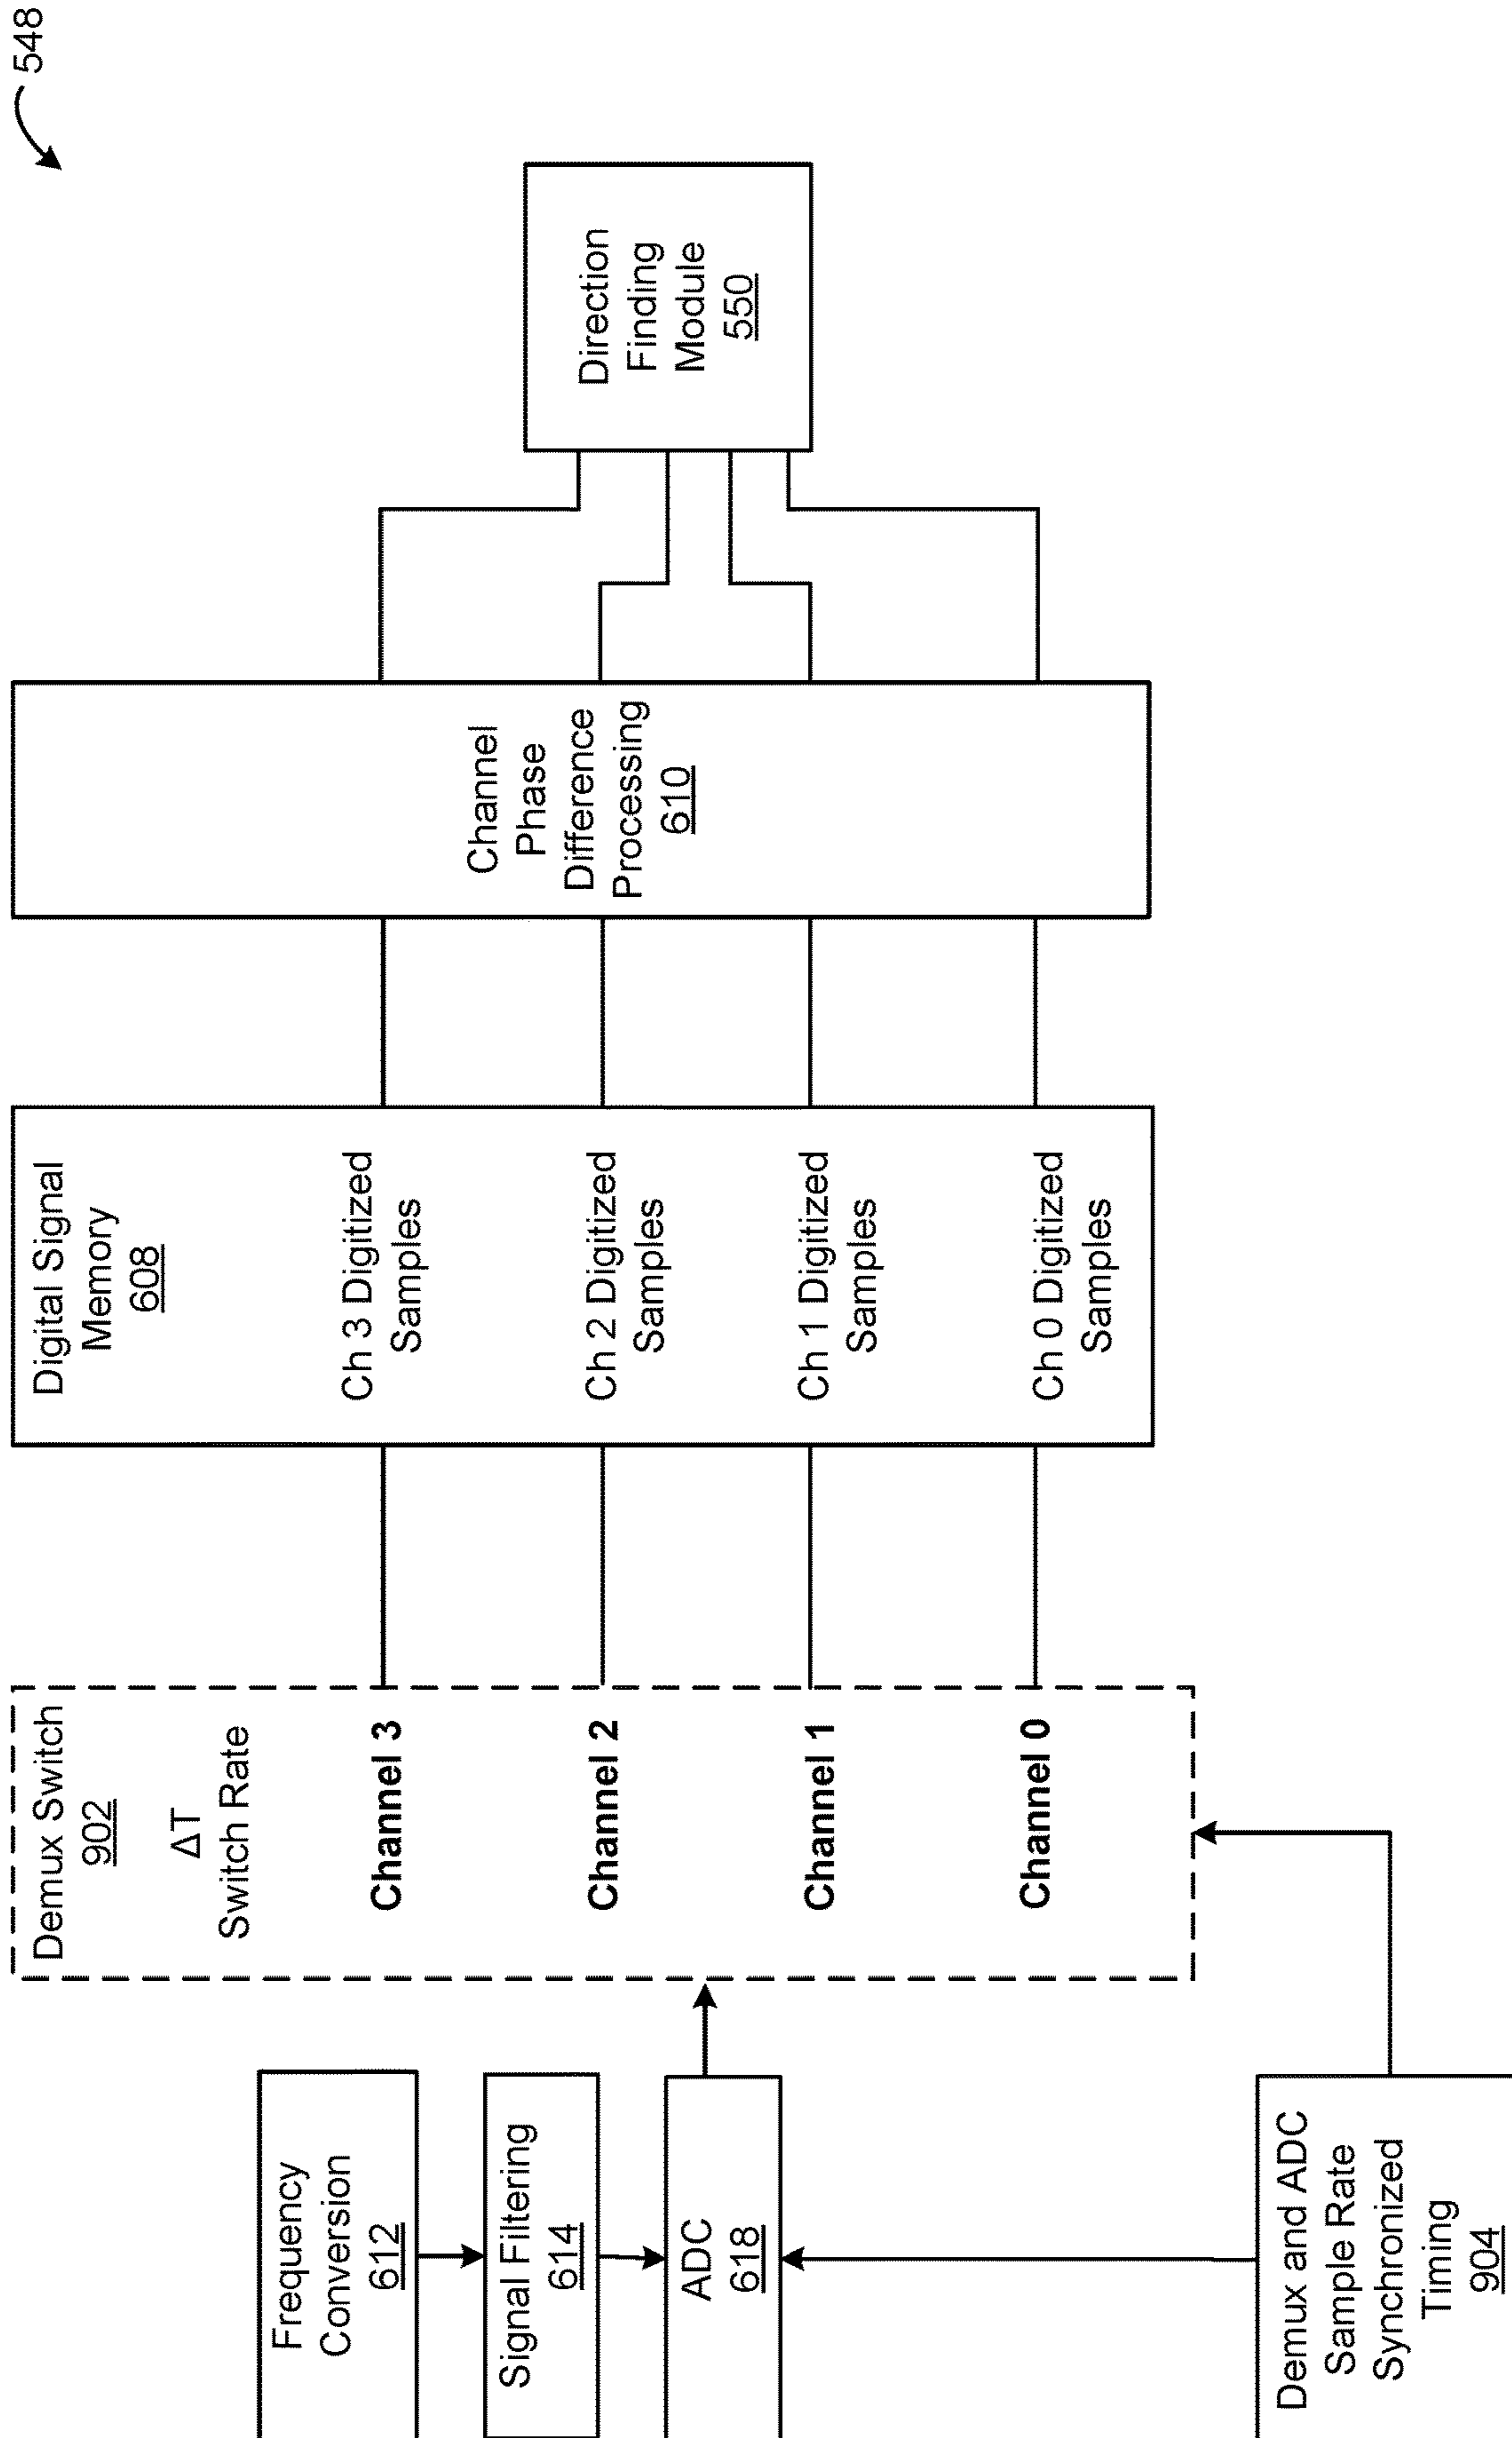 548
Frequency
Conversion
612
Signal Filtering
614
ADC
618
Demux and ADC
Sample Rate
Synchronized
Timing
904
Demux Switch
902
ΔT
Switch Rate
Channel 3
Channel 2
Channel 1
Channel 0
Digital Signal
Memory
608
Ch 3 Digitized
Samples
Ch 2 Digitized
Samples
Ch 1 Digitized
Samples
Ch 0 Digitized
Samples
Channel
Phase
Difference
Processing
610
Direction
Finding
Module
550